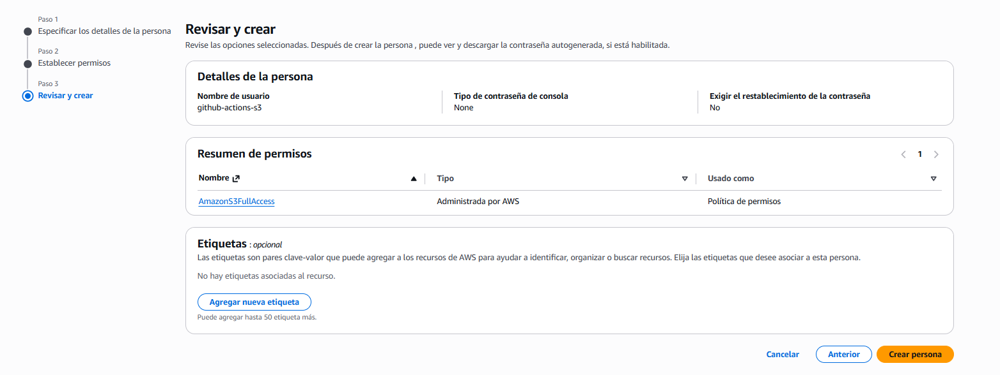 Paso 1
Especificar los detalles de la persona
Paso 2
Establecer permisos
Paso 3
Revisar y crear
Revisar y crear
Revise las opciones seleccionadas. Después de crear la persona , puede ver y descargar la contraseña autogenerada, si está habilitada.
Detalles de la persona
Nombre de usuario
github-actions-s3
Tipo de contraseña de consola
None
Exigir el restablecimiento de la contraseña
No
Resumen de permisos
1
Nombre Tipo Usado como
AmazonS3FullAccess Administrada por AWS Política de permisos
Etiquetas : opcional
Las etiquetas son pares clave-valor que puede agregar a los recursos de AWS para ayudar a identificar, organizar o buscar recursos. Elija las etiquetas que desee asociar a esta persona.
No hay etiquetas asociadas al recurso.
Agregar nueva etiqueta
Puede agregar hasta 50 etiqueta más.
Cancelar Anterior Crear persona